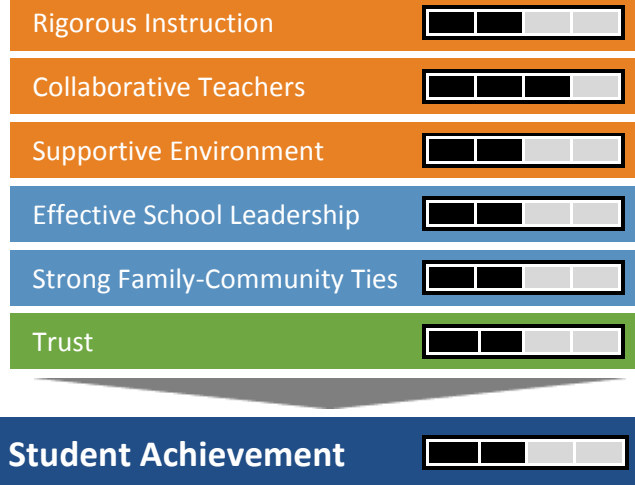 Rigorous Instruction
Collaborative Teachers
Supportive Environment
Effective School Leadership
Strong Family-Community Ties
Trust
Student Achievement